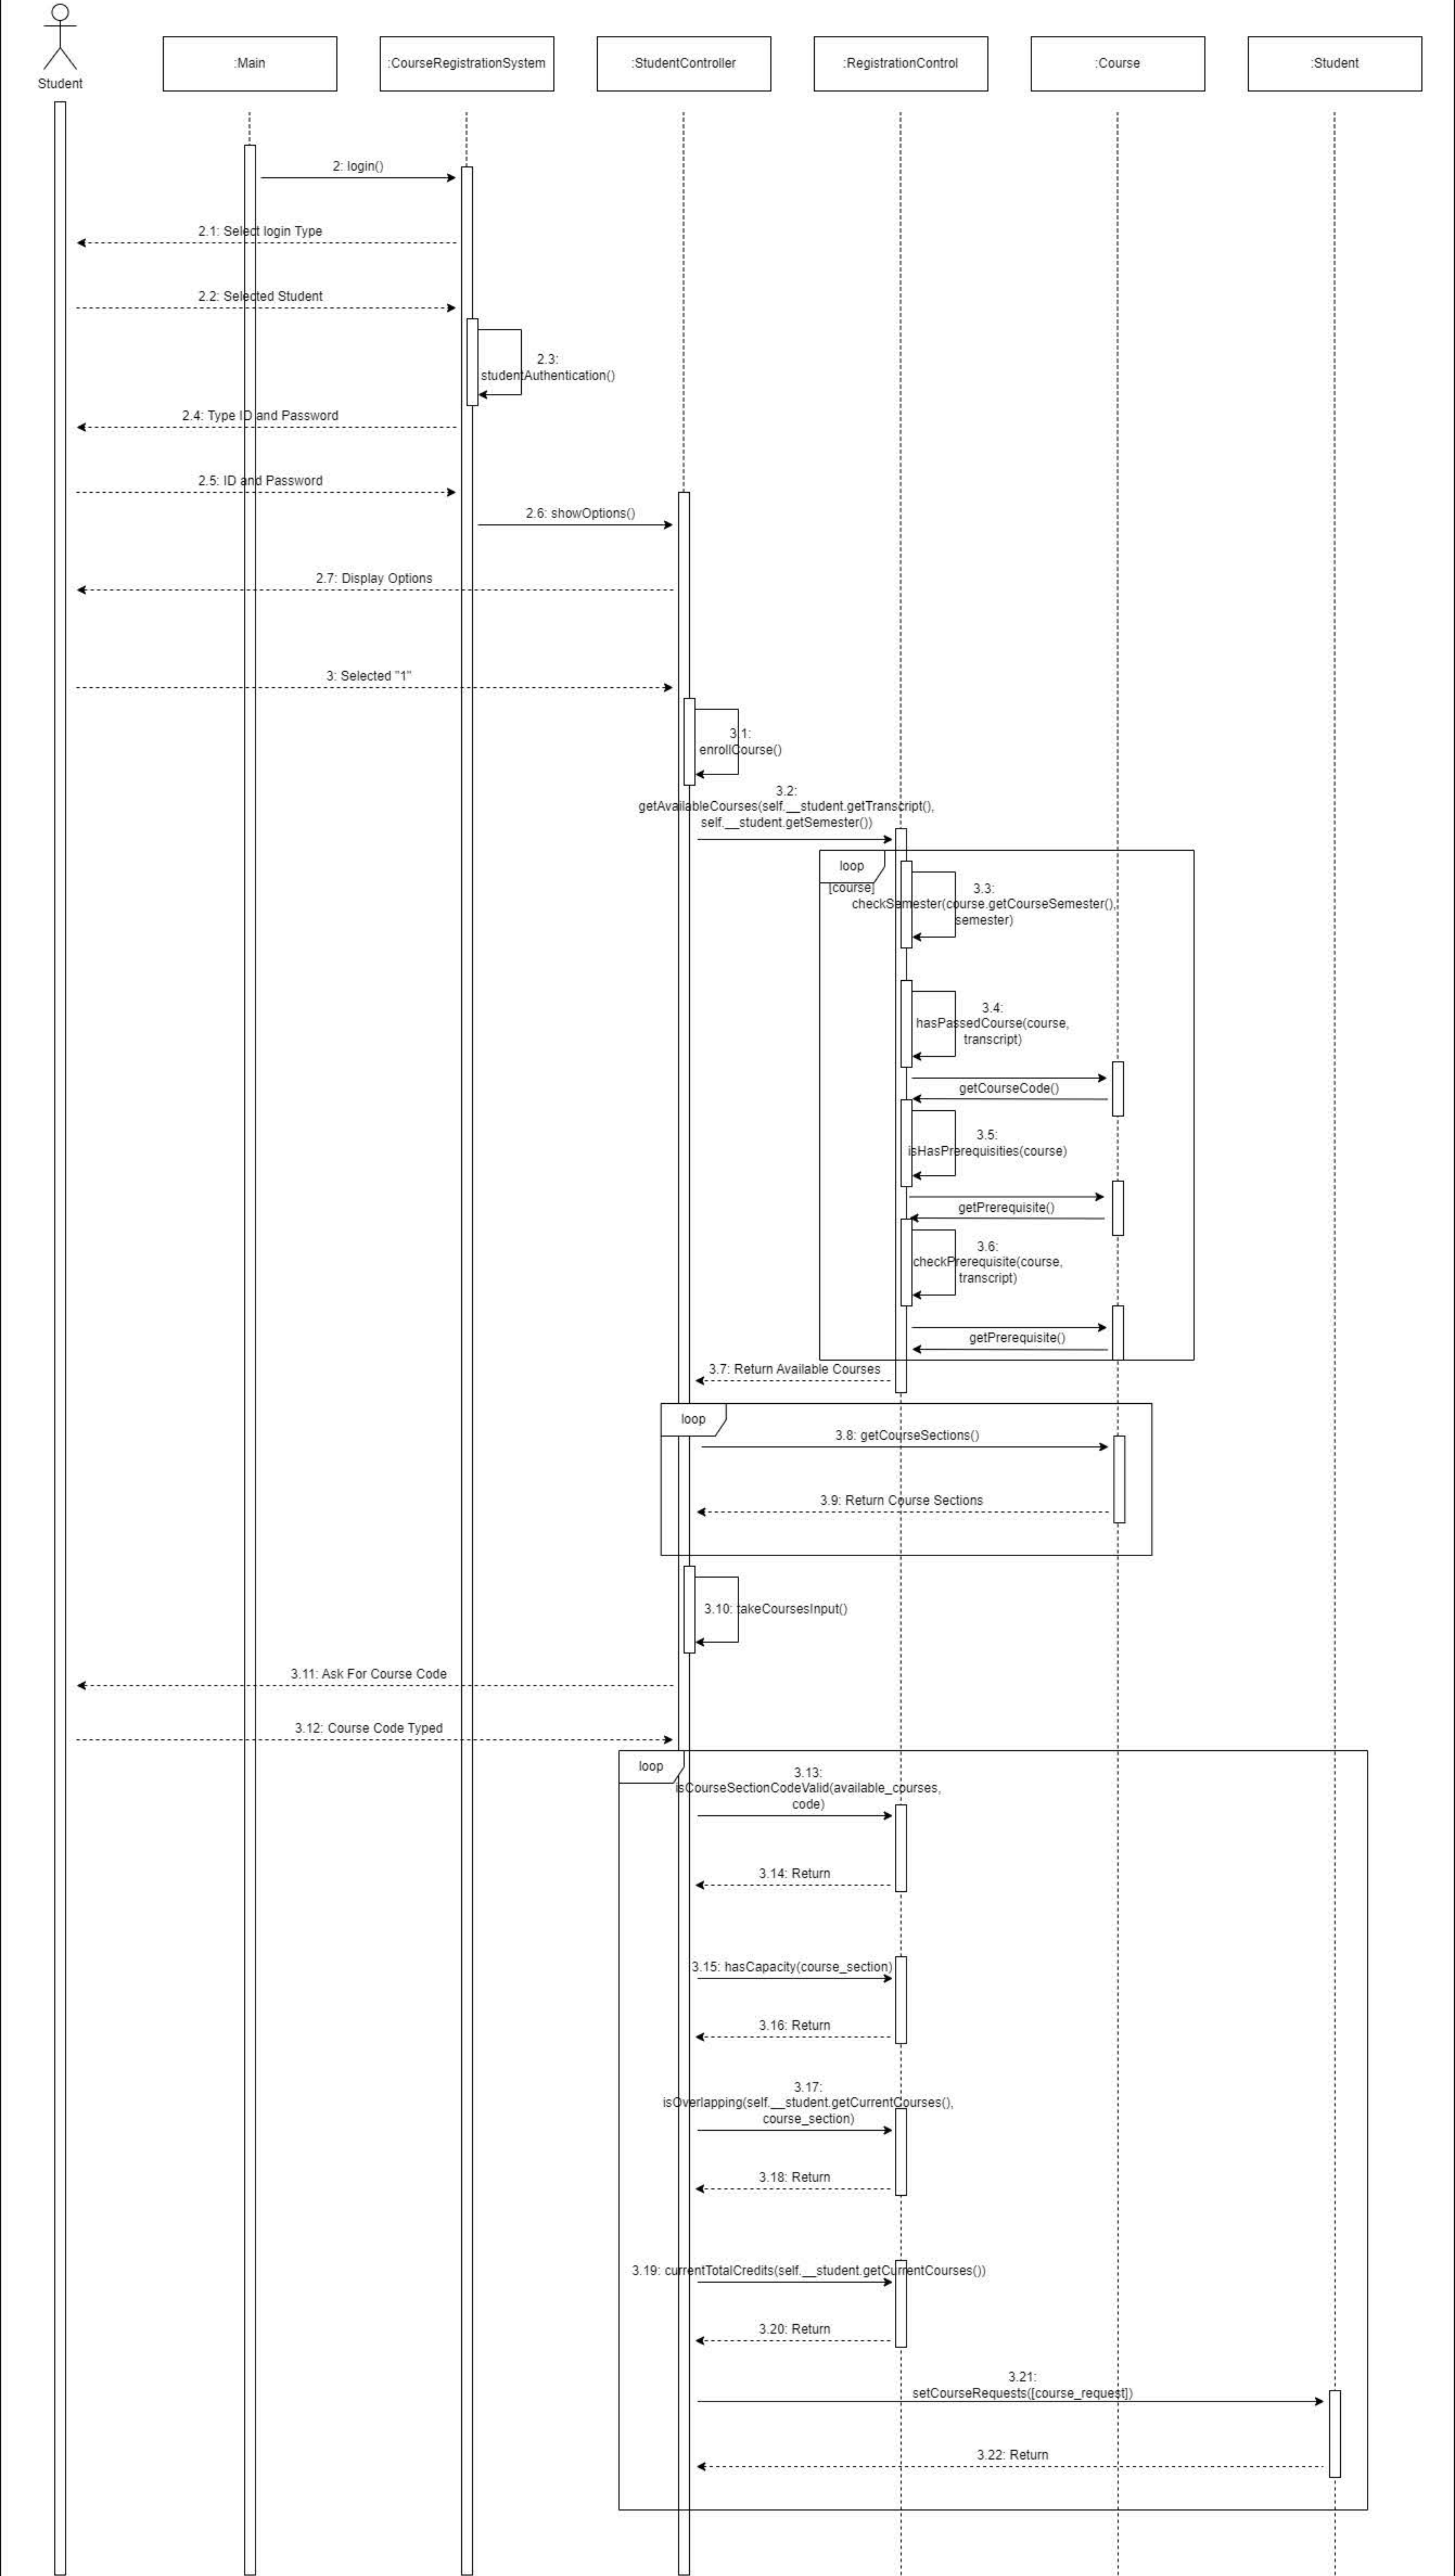 Student
:Main
:CourseRegistrationSystem
:StudentController
:RegistrationControl
:Course
:Student
2: login()
2.1: Select login Type
2.2: Selected Student
2.3:
studentAuthentication()
2.4: Type ID and Password
2.5: ID and Password
2.6: showOptions()
2.7: Display Options
3: Selected "1"
3.1:
enrollCourse()
3.2:
getAvailableCourses(self.__student.getTranscript(),
self.__student.getSemester())
loop
[course]
3.3:
checkSemester(course.getCourseSemester(),
semester)
3.4:
hasPassedCourse(course,
transcript)
getCourseCode()
3.5:
isHasPrerequisities(course)
getPrerequisite()
3.6:
checkPrerequisite(course,
transcript)
getPrerequisite()
3.7: Return Available Courses
loop
3.8: getCourseSections()
3.9: Return Course Sections
3.10: takeCoursesInput()
3.11: Ask For Course Code
3.12: Course Code Typed
loop
3.13:
isCourseSectionCodeValid(available_courses,
code)
3.14: Return
3.15: hasCapacity(course_section)
3.16: Return
3.17:
isOverlapping(self.__student.getCurrentCourses(),
course_section)
3.18: Return
3.19: currentTotalCredits(self.__student.getCurrentCourses())
3.20: Return
3.21:
setCourseRequests([course_request])
3.22: Return